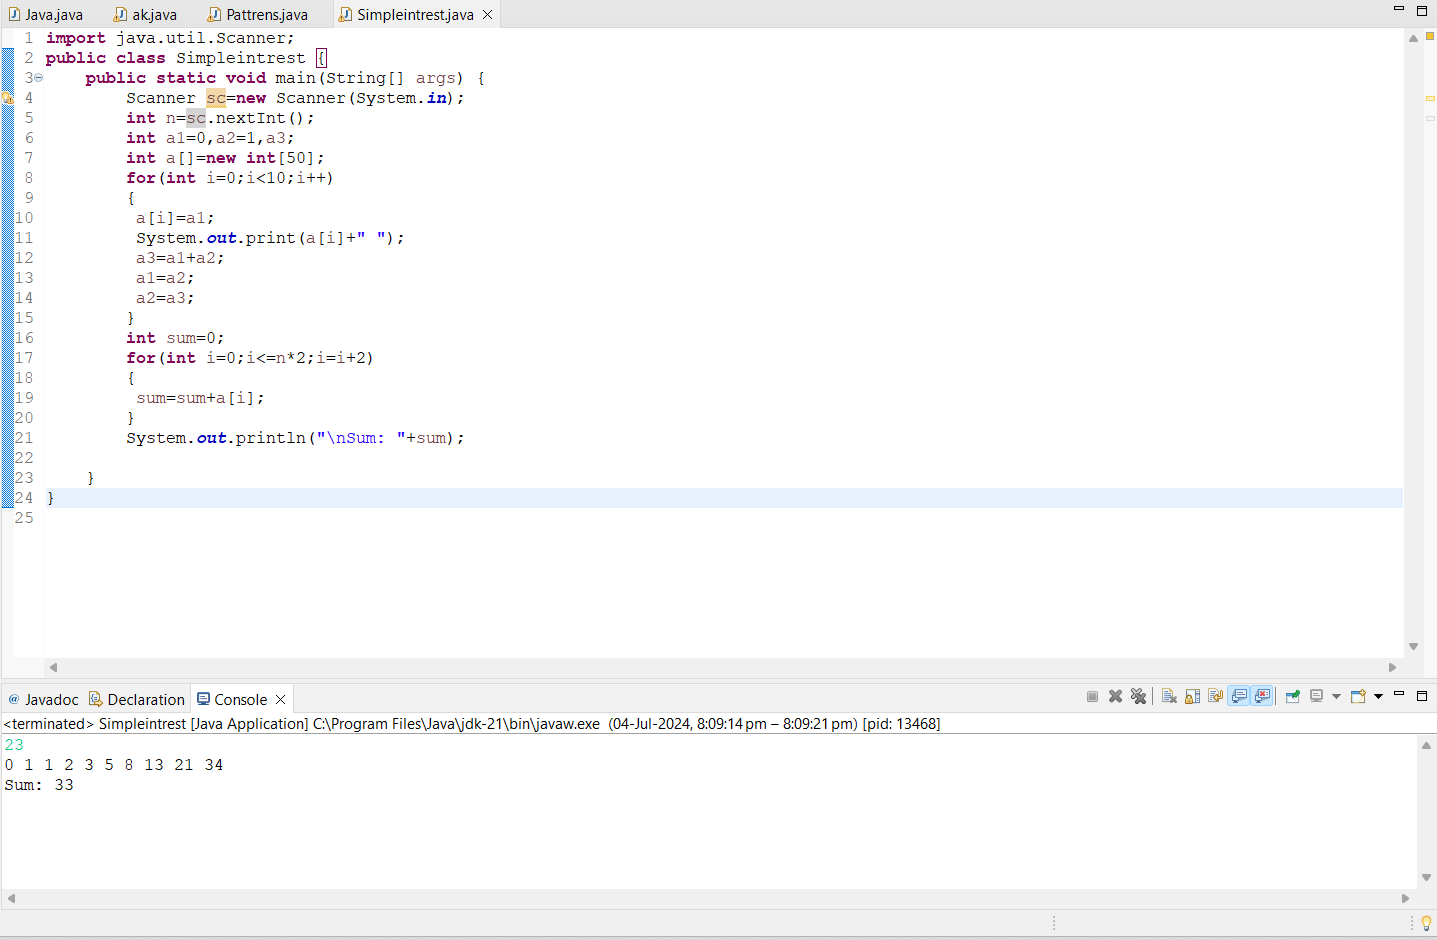 Java.java ak.java Pattrens.java Simpleintrest.java
1 import java.util.Scanner;
2 public class Simpleintrest {
3 public static void main(String[] args) {
4 Scanner sc=new Scanner(System.in);
5 int n=sc.nextInt();
6 int a1=0,a2=1,a3;
7 int a[]=new int[50];
8 for(int i=0;i<10;i++)
9 {
10 a[i]=a1;
11 System.out.print(a[i]+" ");
12 a3=a1+a2;
13 a1=a2;
14 a2=a3;
15 }
16 int sum=0;
17 for(int i=0;i<=n*2;i=i+2)
18 {
19 sum=sum+a[i];
20 }
21 System.out.println("\nSum: "+sum);
22
23 }
24 }
25
@ Javadoc Declaration Console
<terminated> Simpleintrest [Java Application] C:\Program Files\Java\jdk-21\bin\javaw.exe (04-Jul-2024, 8:09:14 pm – 8:09:21 pm) [pid: 13468]
23
0 1 1 2 3 5 8 13 21 34
Sum: 33